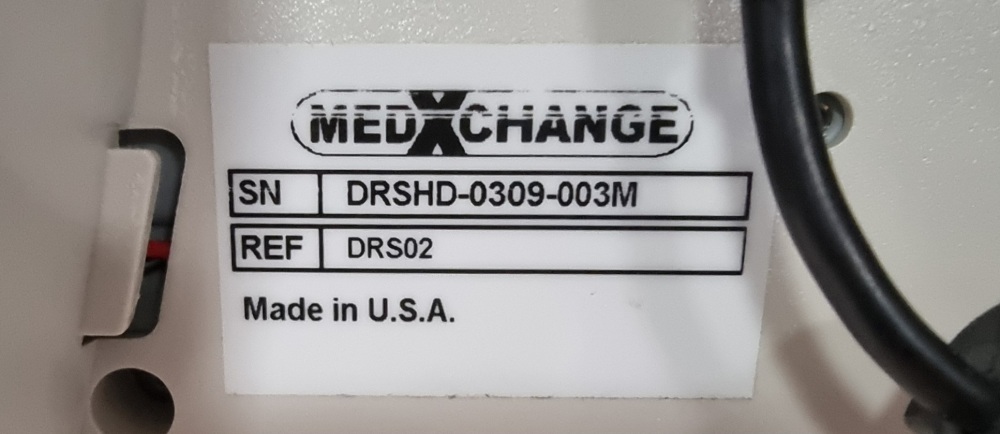 MEDXCHANGE
SN DRSHD-0309-003M
REF DRS02
Made in U.S.A.